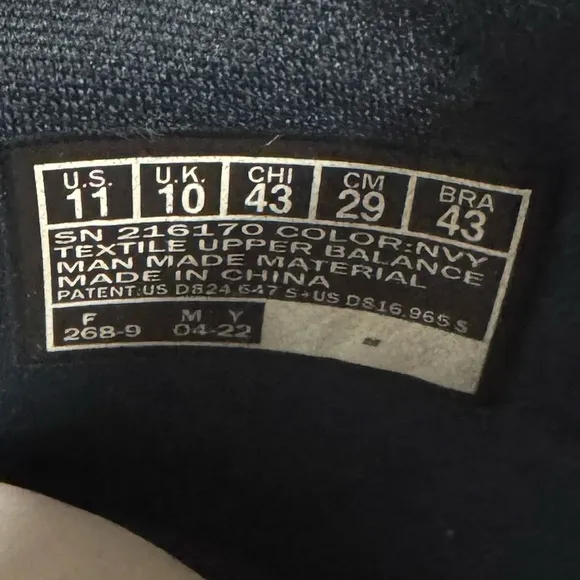 U.S. U.K. CHI CM BRA
11 10 43 29 43
SN 216170 COLOR:NVY
TEXTILE UPPER BALANCE
MAN MADE MATERIAL
MADE IN CHINA
PATENT:US D824,647 S+US D816,965 S
F M Y
268-9 04-22